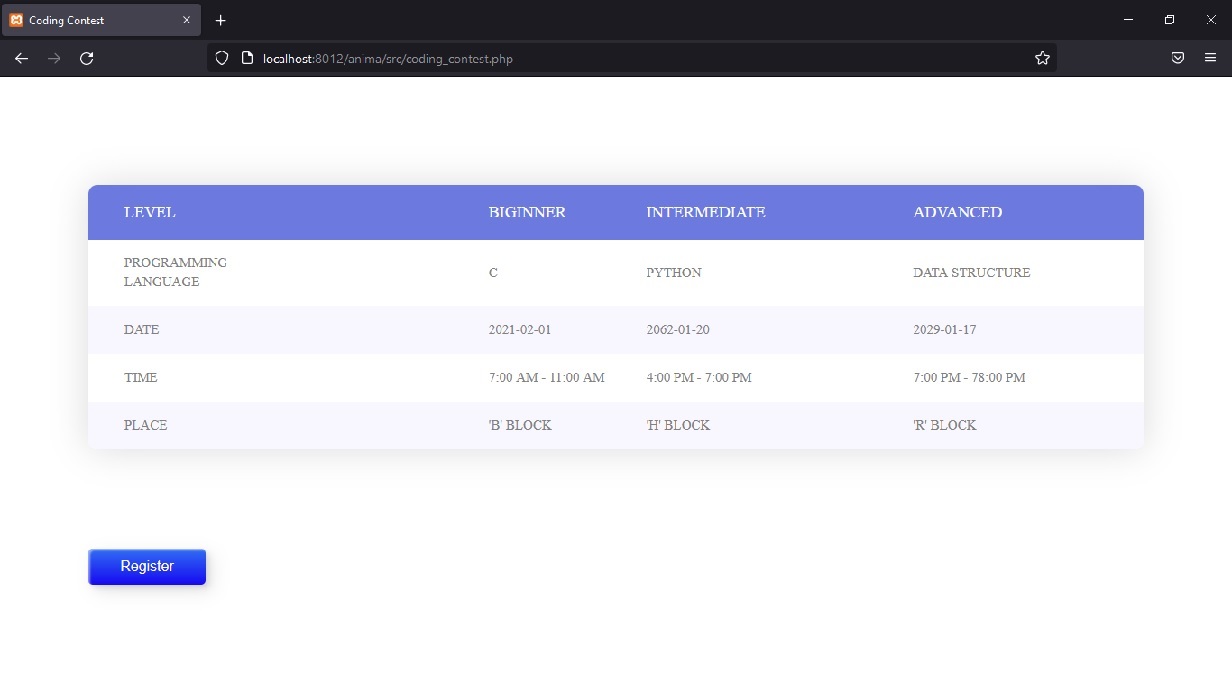 Coding Contest
localhost:8012/anima/src/coding_contest.php
LEVEL BIGINNER INTERMEDIATE ADVANCED
PROGRAMMING
LANGUAGE C PYTHON DATA STRUCTURE
DATE 2021-02-01 2062-01-20 2029-01-17
TIME 7:00 AM - 11:00 AM 4:00 PM - 7:00 PM 7:00 PM - 78:00 PM
PLACE 'B' BLOCK 'H' BLOCK 'R' BLOCK
Register